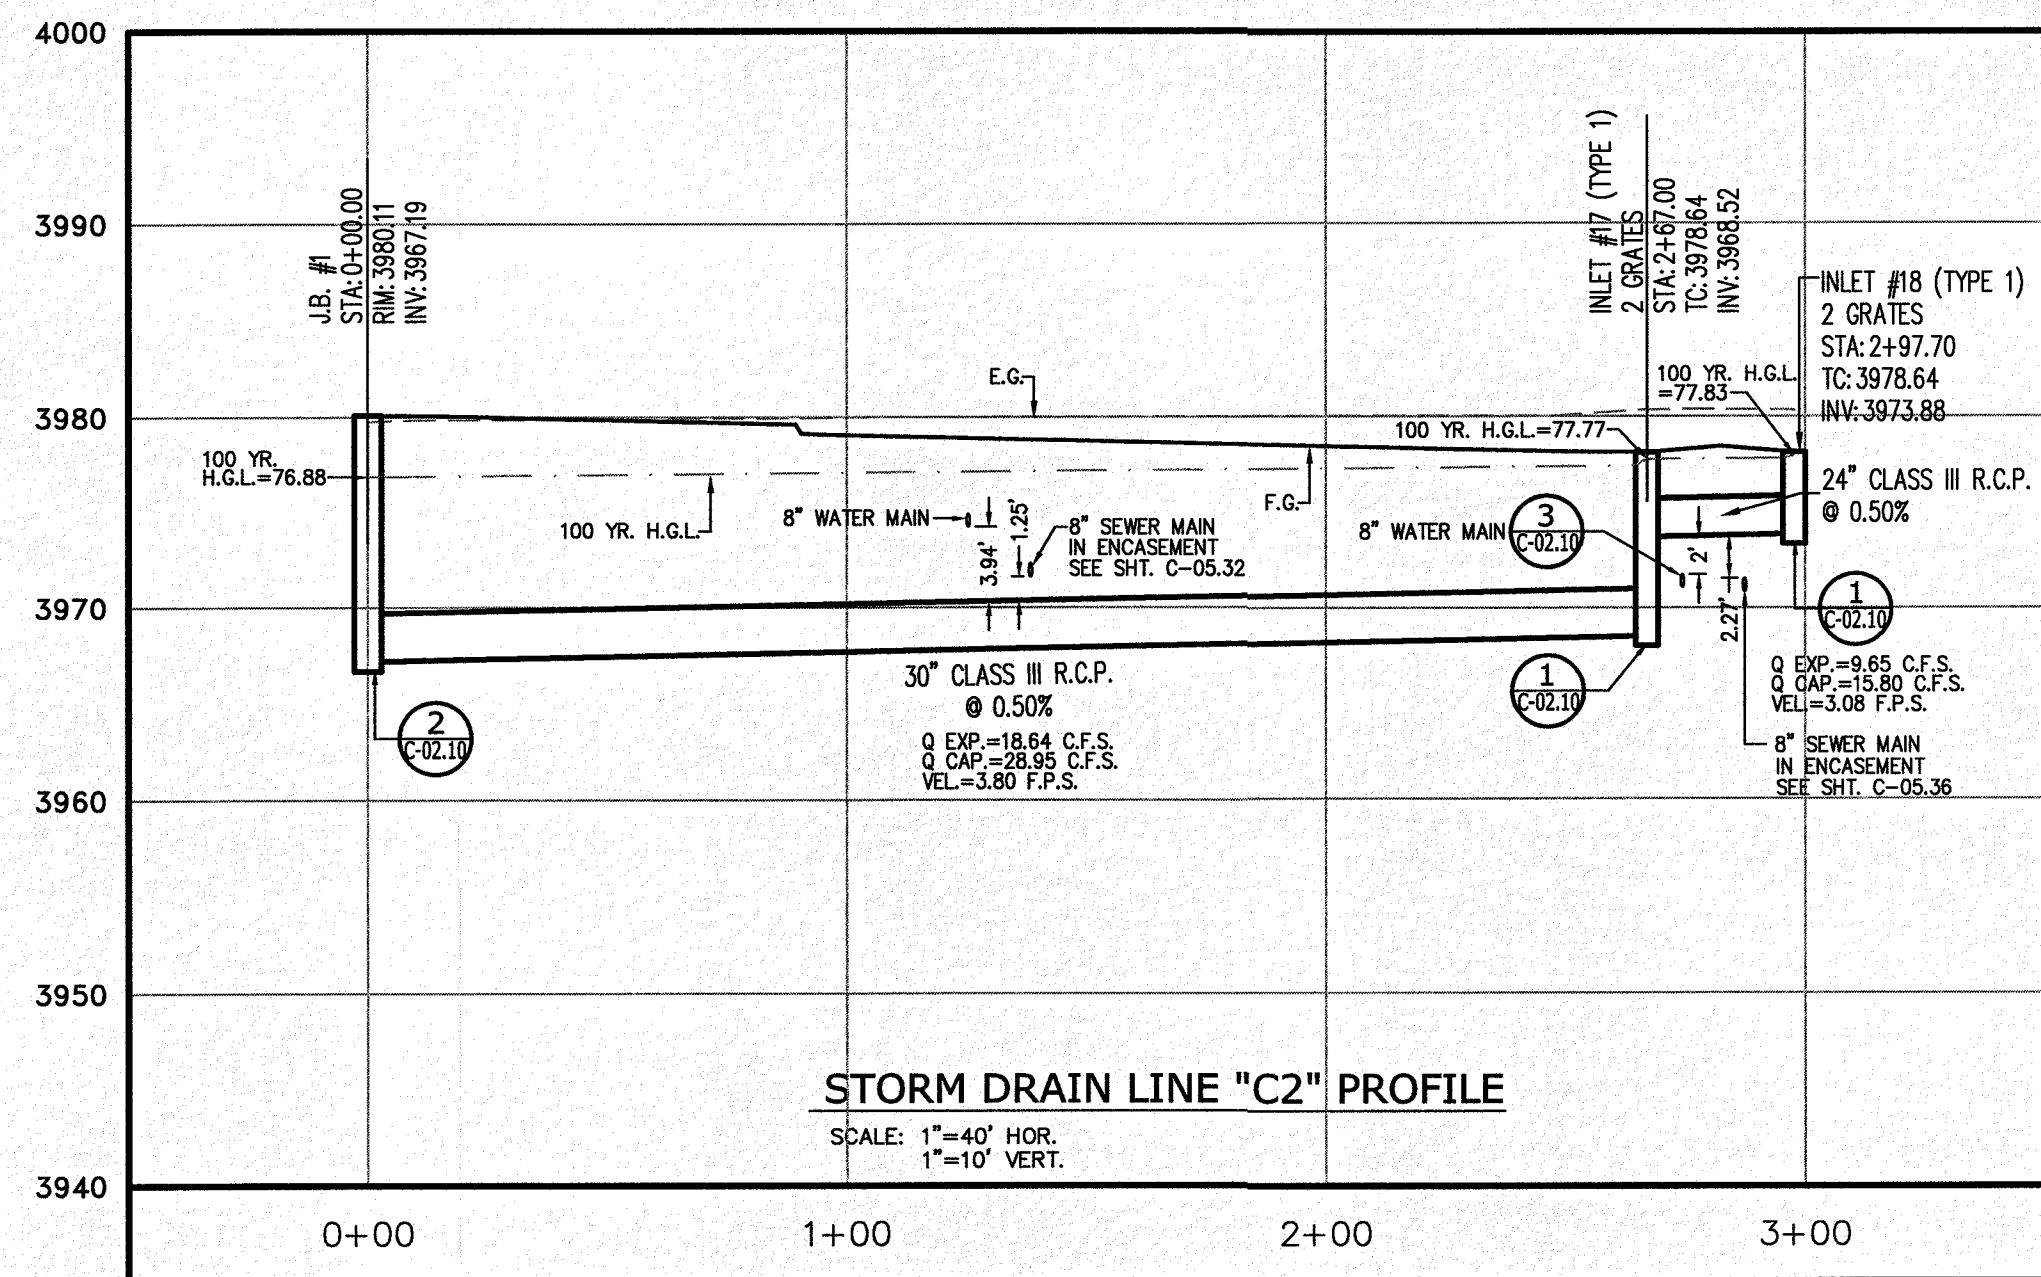 4000
3990
3980
3970
3960
3950
3940
J.B. #1
STA: 0+00.00
RIM: 3980.11
INV: 3967.19
INLET #17 (TYPE 1)
2 GRATES
STA: 2+67.00
TC: 3978.64
INV: 3968.52
INLET #18 (TYPE 1)
2 GRATES
STA: 2+97.70
TC: 3978.64
INV: 3973.88
100 YR. H.G.L.
=77.83
E.G.
100 YR. H.G.L.=77.77
100 YR.
H.G.L.=76.88
100 YR. H.G.L.
F.G.
8" WATER MAIN
3.94'
1.25'
8" SEWER MAIN
IN ENCASEMENT
SEE SHT. C-05.32
8" WATER MAIN
3
C-02.10
24" CLASS III R.C.P.
@ 0.50%
2'
2.27'
1
C-02.10
30" CLASS III R.C.P.
@ 0.50%
Q EXP.=18.64 C.F.S.
Q CAP.=28.95 C.F.S.
VEL.=3.80 F.P.S.
2
C-02.10
1
C-02.10
Q EXP.=9.65 C.F.S.
Q CAP.=15.80 C.F.S.
VEL.=3.08 F.P.S.
8" SEWER MAIN
IN ENCASEMENT
SEE SHT. C-05.36
STORM DRAIN LINE "C2" PROFILE
SCALE: 1"=40' HOR.
1"=10' VERT.
0+00
1+00
2+00
3+00